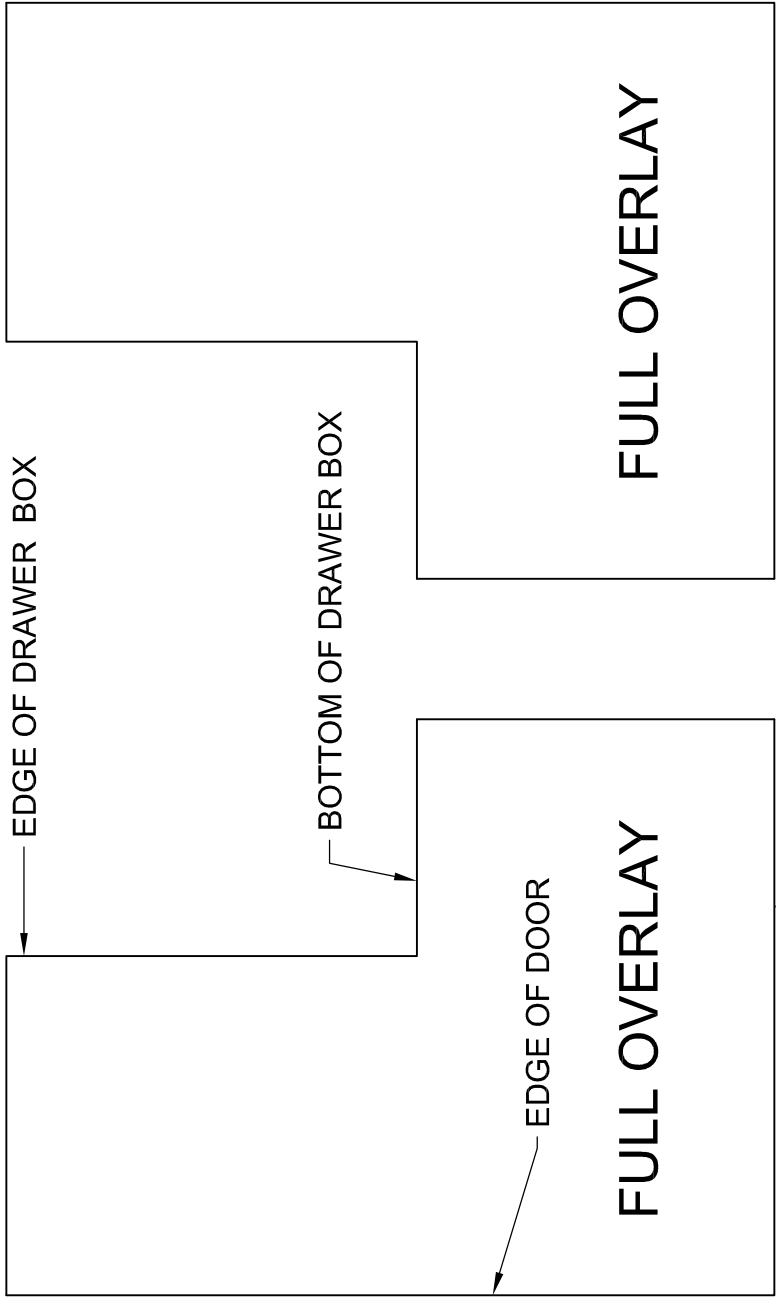 EDGE OF DRAWER BOX
BOTTOM OF DRAWER BOX
EDGE OF DOOR
FULL OVERLAY
FULL OVERLAY